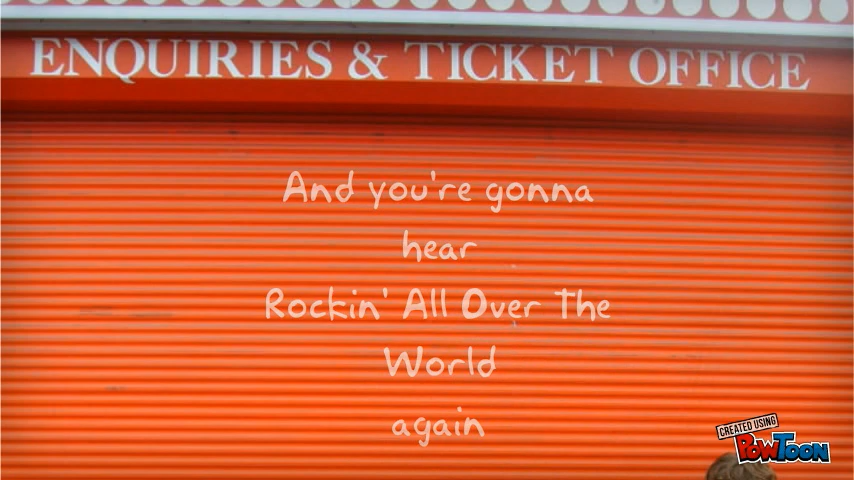 ENQUIRIES & TICKET OFFICE
And you're gonna
hear
Rockin' All Over The
World
again
CREATED USING
PowToon